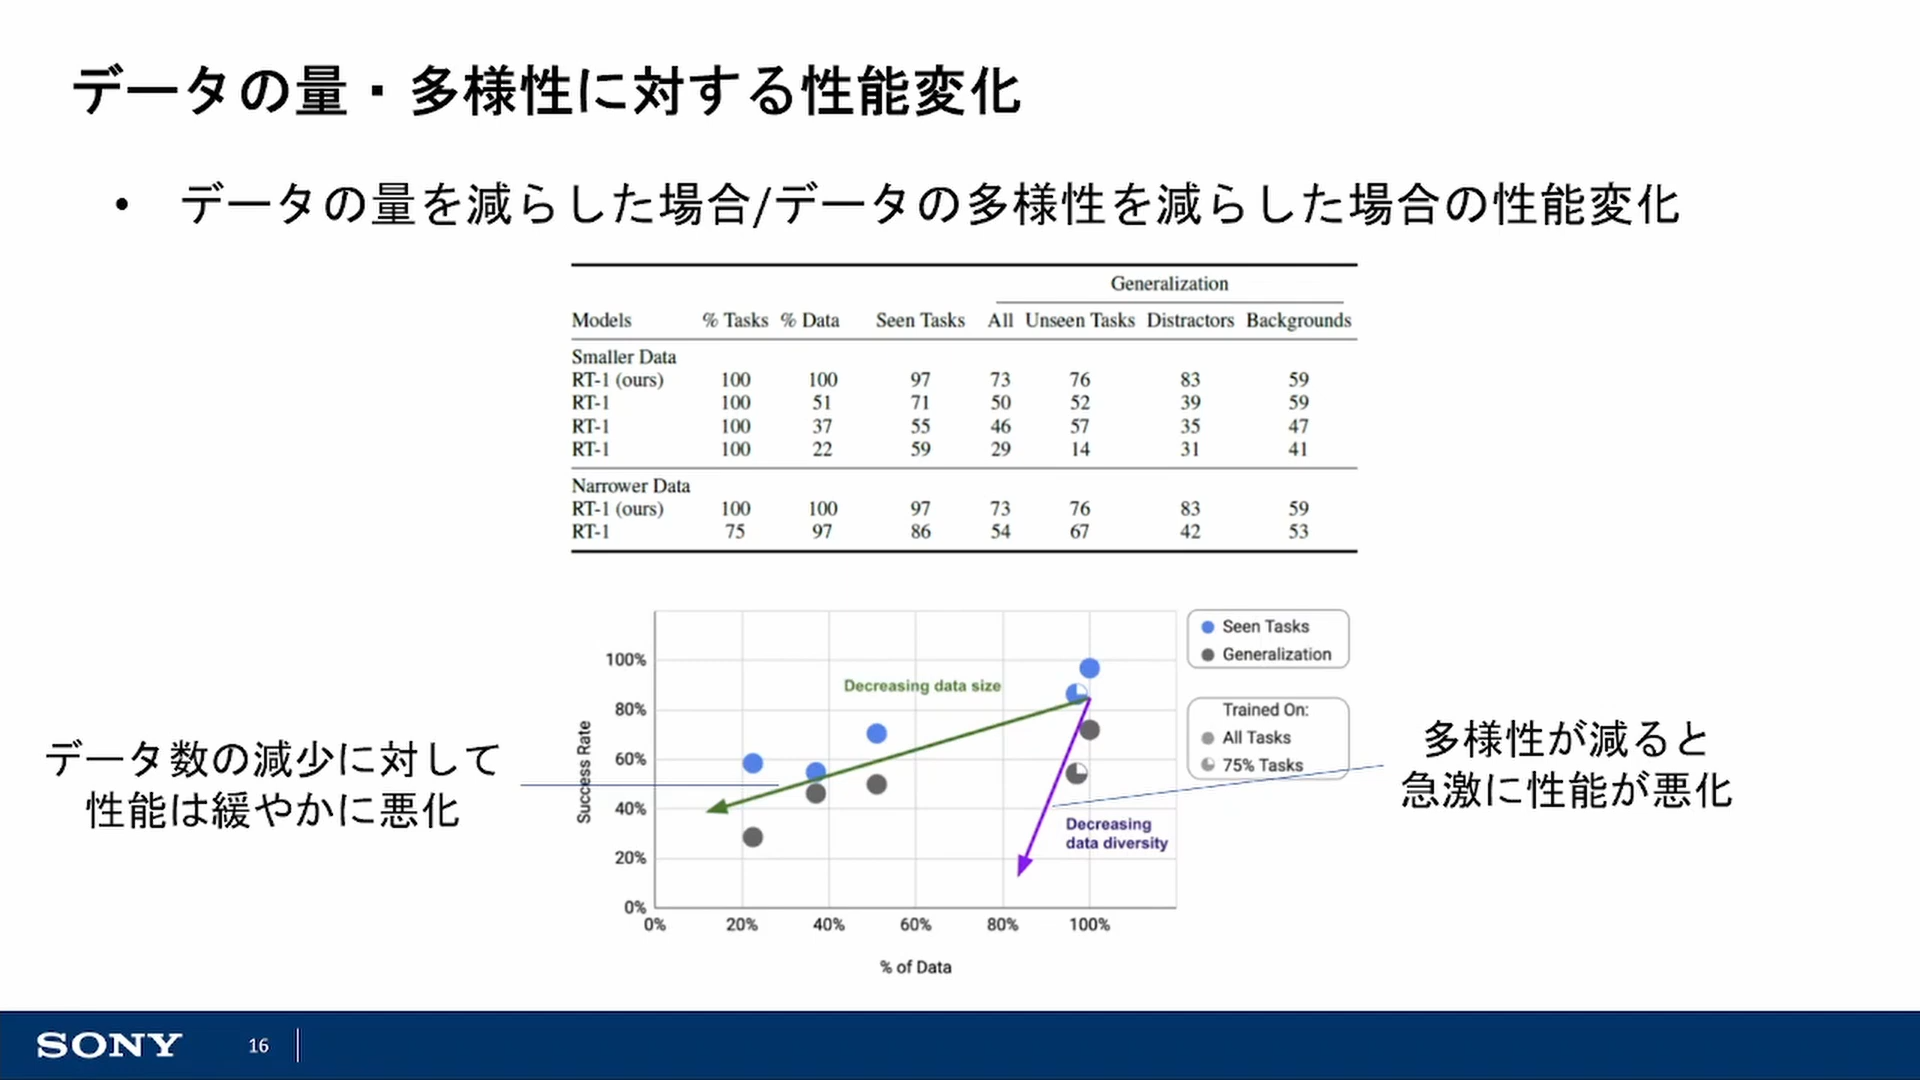 データの量・多様性に対する性能変化
• データの量を減らした場合/データの多様性を減らした場合の性能変化
Generalization
Models % Tasks % Data Seen Tasks All Unseen Tasks Distractors Backgrounds
Smaller Data
RT-1 (ours) 100 100 97 73 76 83 59
RT-1 100 51 71 50 52 39 59
RT-1 100 37 55 46 57 35 47
RT-1 100 22 59 29 14 31 41
Narrower Data
RT-1 (ours) 100 100 97 73 76 83 59
RT-1 75 97 86 54 67 42 53
データ数の減少に対して
性能は緩やかに悪化
Success Rate
100%
80%
60%
40%
20%
0%
Decreasing data size
Decreasing
data diversity
0% 20% 40% 60% 80% 100%
% of Data
Seen Tasks
Generalization
Trained On:
All Tasks
75% Tasks
多様性が減ると
急激に性能が悪化
SONY 16